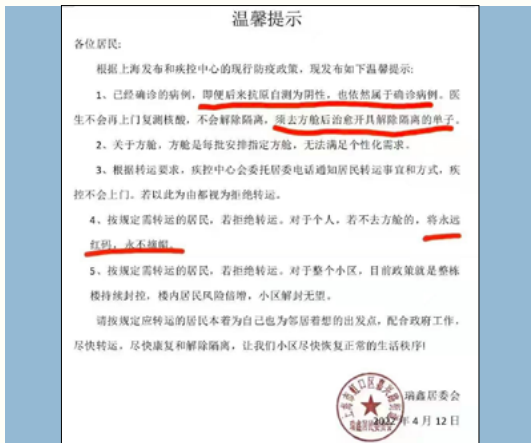 温馨提示
各位居民:
根据上海发布和疾控中心的现行防疫政策，现发布如下温馨提示:
1、已经确诊的病例，即便后来抗原自测为阴性，也依然属于确诊病例。医
生不会再上门复测核酸，不会解除隔离，须去方舱后治愈开具解除隔离的单子。
2、关于方舱，方舱是每批安排指定方舱，无法满足个性化需求。
3、根据转运要求，疾控中心会委托居委电话通知居民转运事宜和方式，疾
控不会上门。若以此为由都视为拒绝转运。
4、按规定需转运的居民，若拒绝转运。对于个人，若不去方舱的，将永远
红码，永不摘帽。
5、按规定需转运的居民，若拒绝转运。对于整个小区，目前政策就是整栋
楼持续封控，楼内居民风险倍增，小区解封无望。
请按规定应转运的居民本着为自己也为邻居着想的出发点，配合政府工作，
尽快转运，尽快康复和解除隔离，让我们小区尽快恢复正常的生活秩序!
瑞鑫居委会
2022年4月12日